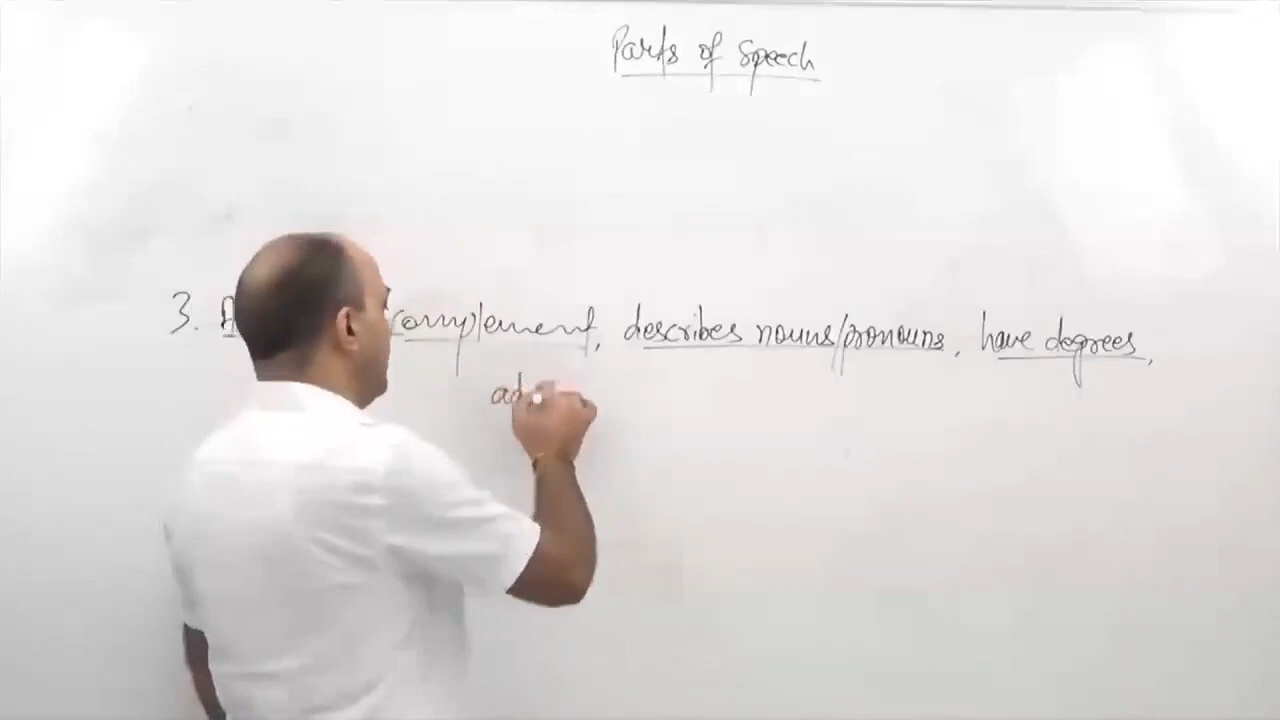 Parts of Speech
3. complement, describes nouns/pronouns, have degrees,
ad